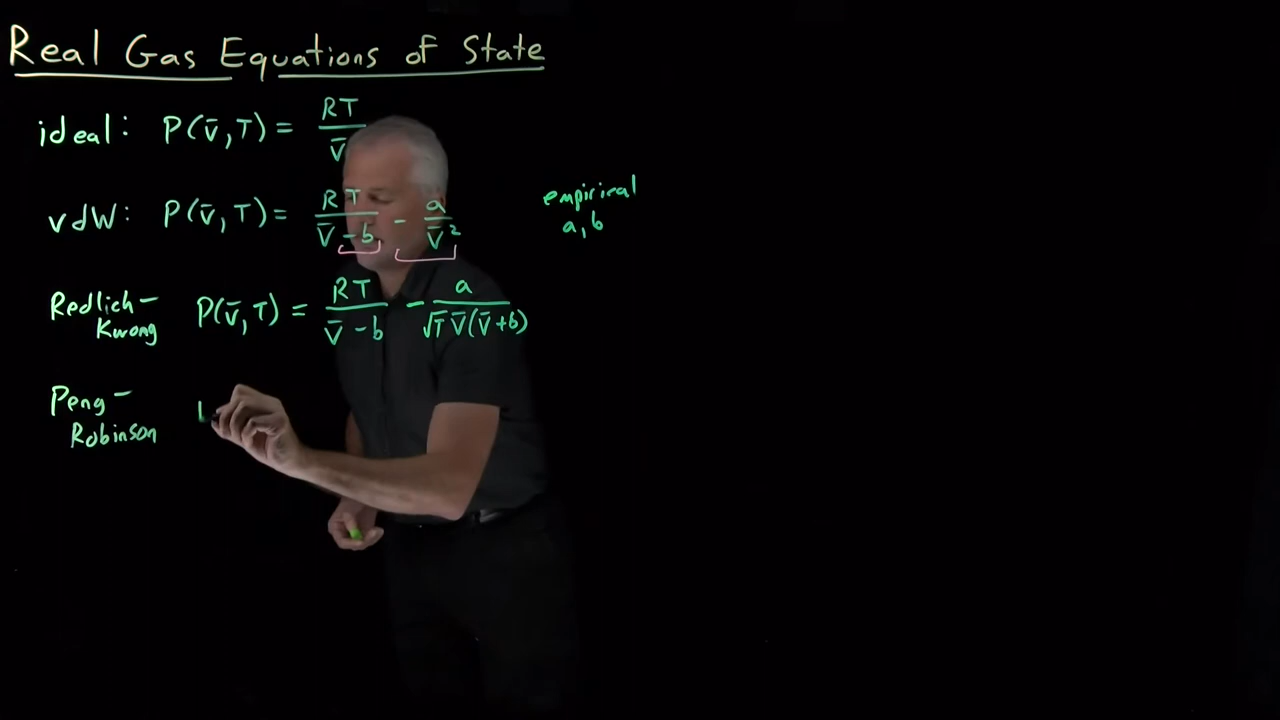 Real Gas Equations of State
ideal: P(V̄,T) = RT/V̄
vdW: P(V̄,T) = RT/(V̄-b) - a/V̄²
empirical
a,b
Redlich-
Kwong P(V̄,T) = RT/(V̄-b) - a/(√T V̄(V̄+b))
Peng-
Robinson